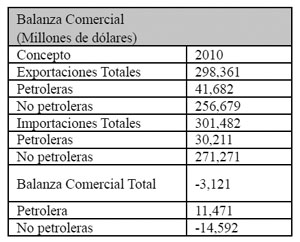 Balanza Comercial
(Millones de dólares)
Concepto 2010
Exportaciones Totales 298,361
Petroleras 41,682
No petroleras 256,679
Importaciones Totales 301,482
Petroleras 30,211
No petroleras 271,271
Balanza Comercial Total -3,121
Petrolera 11,471
No petroleras -14,592